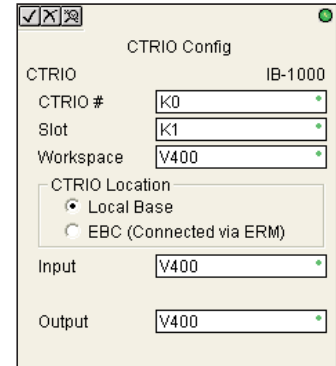 CTRIO Config
CTRIO IB-1000
CTRIO # K0
Slot K1
Workspace V400
CTRIO Location
Local Base
EBC (Connected via ERM)
Input V400
Output V400